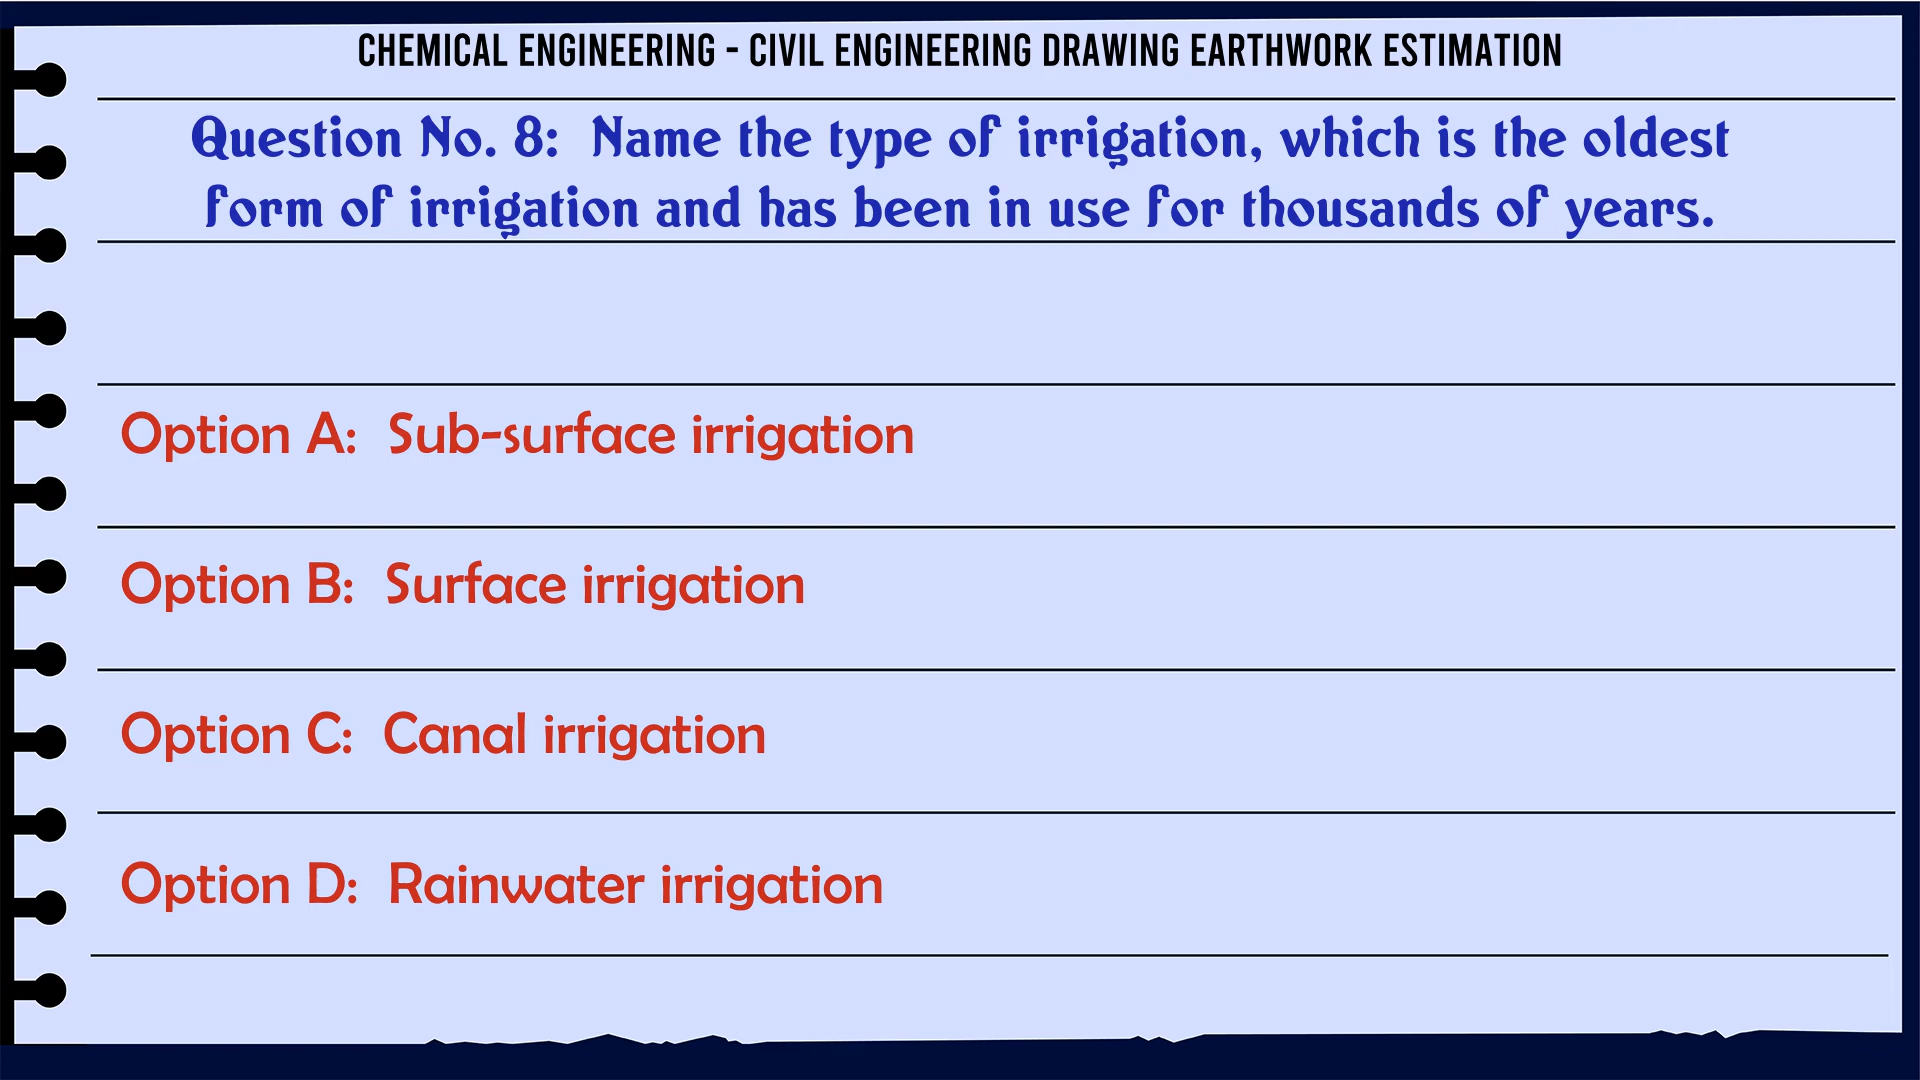 CHEMICAL ENGINEERING - CIVIL ENGINEERING DRAWING EARTHWORK ESTIMATION
Question No. 8: Name the type of irrigation, which is the oldest
form of irrigation and has been in use for thousands of years.
Option A: Sub-surface irrigation
Option B: Surface irrigation
Option C: Canal irrigation
Option D: Rainwater irrigation